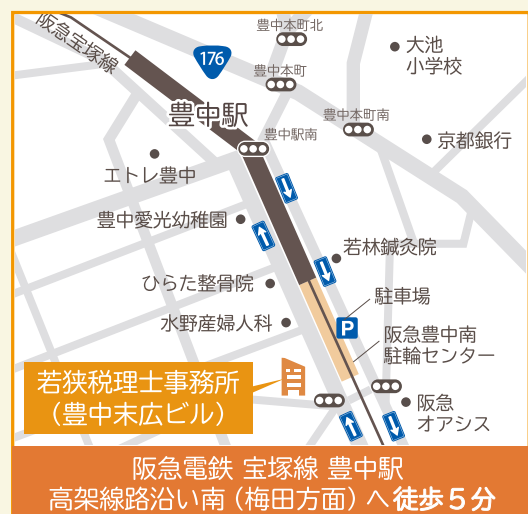 阪急宝塚線
176
豊中本町北
大池
小学校
豊中本町
豊中駅
豊中本町南
豊中駅南
京都銀行
エトレ豊中
豊中愛光幼稚園
若林鍼灸院
ひらた整骨院
駐車場
水野産婦人科
P
阪急豊中南
駐輪センター
若狭税理士事務所
（豊中末広ビル）
阪急
オアシス
阪急電鉄 宝塚線 豊中駅
高架線路沿い南（梅田方面）へ徒歩5分